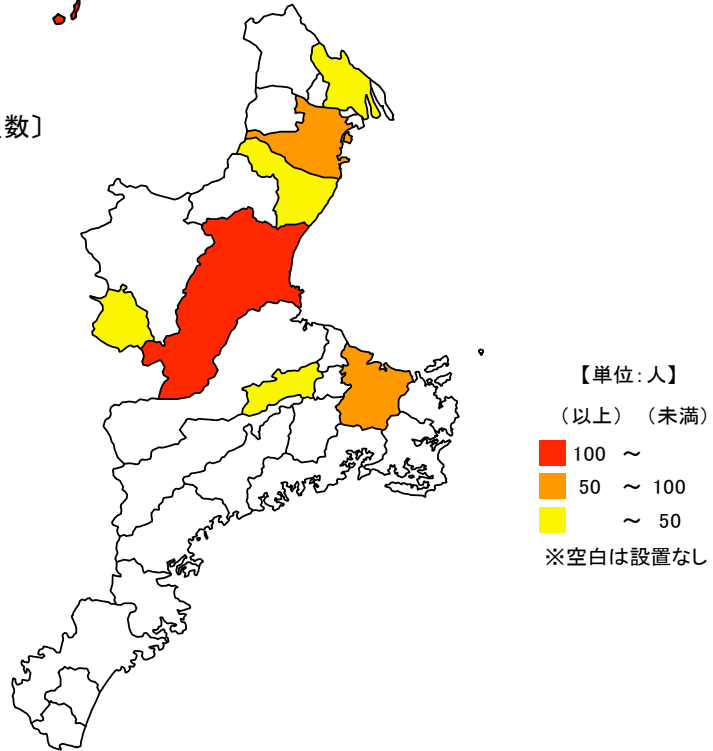 数〕
【単位：人】
（以上） （未満）
100 ～
50 ～ 100
～ 50
※空白は設置なし